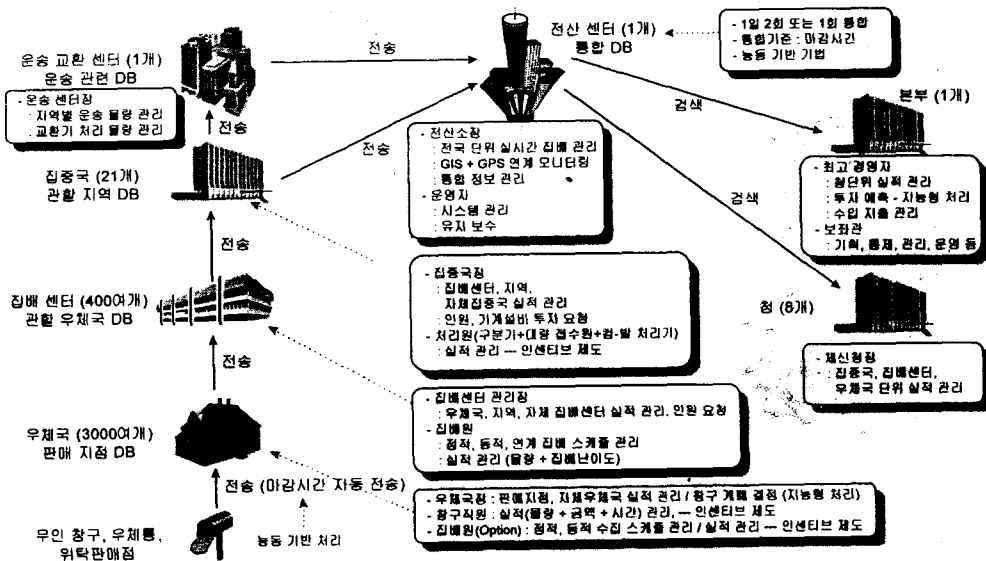 운송 교환 센터 (1개)
운송 관련 DB
- 운송 센터장
: 지역별 운송 물량 관리
: 교환기 처리 물량 관리
전송
전송
전산 센터 (1개)
통합 DB
- 1일 2회 또는 1회 통합
- 통합기준 : 마감시간
- 능동 기반 기법
집중국 (21개)
관할 지역 DB
전송
- 전산소장
: 전국 단위 실시간 집배 관리
: GIS + GPS 연계 모니터링
: 통합 정보 관리
- 운영자
: 시스템 관리
: 유지 보수
검색
본부 (1개)
- 최고 경영자
: 청단위 실적 관리
: 투자 예측 - 지능형 처리
: 수입 지출 관리
- 보좌관
: 기획, 통제, 관리, 운영 등
검색
전송
집배 센터 (400여개)
관할 우체국 DB
- 집중국장
: 집배센터, 지역,
자체집중국 실적 관리
: 인원, 기계설비 투자 요청
- 처리원(구분기+대량 접수원+컴-발 처리기)
: 실적 관리 --- 인센티브 제도
청 (8개)
- 체신청장
: 집중국, 집배센터,
우체국 단위 실적 관리
전송
- 집배센터 관리장
: 우체국, 지역, 자체 집배센터 실적 관리, 인원 요청
- 집배원
: 정적, 동적, 연계 집배 스케쥴 관리
: 실적 관리 (물량 + 집배난이도)
우체국 (3000여개)
판매 지점 DB
전송 (마감시간 자동 전송)
- 우체국장 : 판매지점, 자체우체국 실적 관리 / 창구 계폐 결정 (지능형 처리)
- 창구직원 : 실적(물량 + 금액 + 시간) 관리, --- 인센티브 제도
- 집배원(Option) : 정적, 동적 수집 스케쥴 관리 / 실적 관리 --- 인센티브 제도
무인 창구, 우체통,
위탁판매점
능동 기반 처리